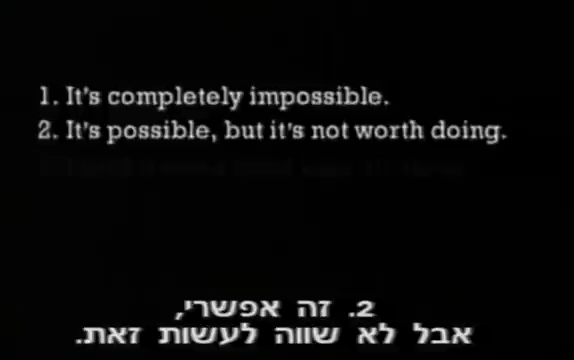 1. It's completely impossible.
2. It's possible, but it's not worth doing.
2. זה אפשרי,
אבל לא שווה לעשות זאת.